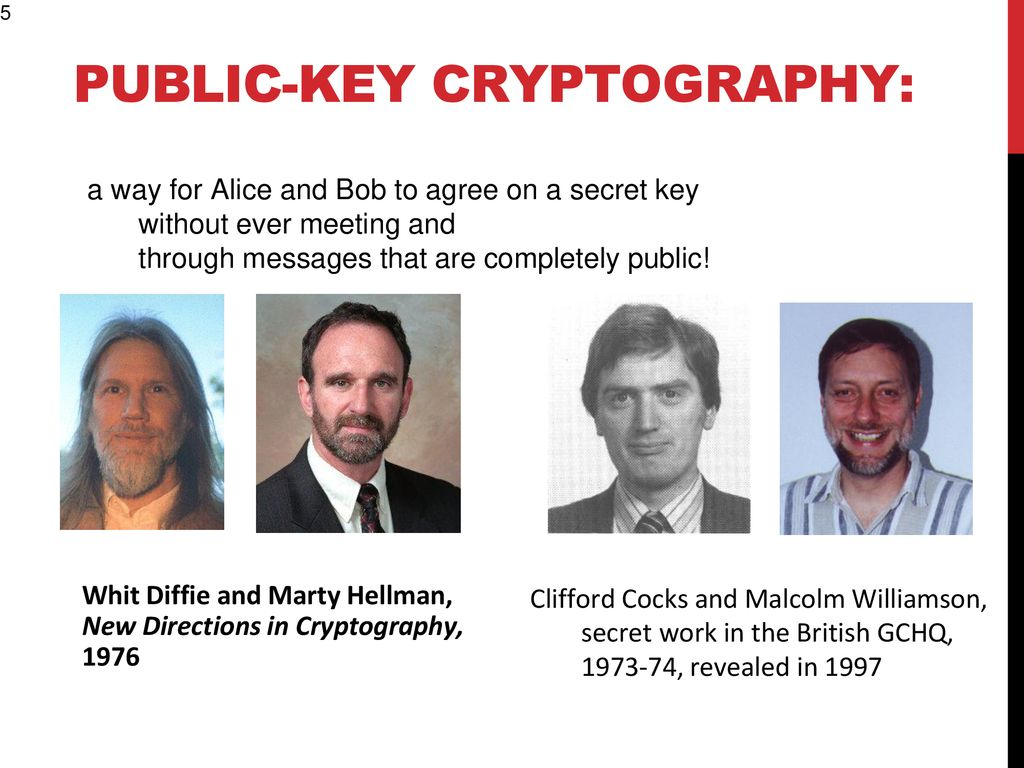 5
PUBLIC-KEY CRYPTOGRAPHY:
a way for Alice and Bob to agree on a secret key
without ever meeting and
through messages that are completely public!
Whit Diffie and Marty Hellman,
New Directions in Cryptography,
1976
Clifford Cocks and Malcolm Williamson,
secret work in the British GCHQ,
1973-74, revealed in 1997